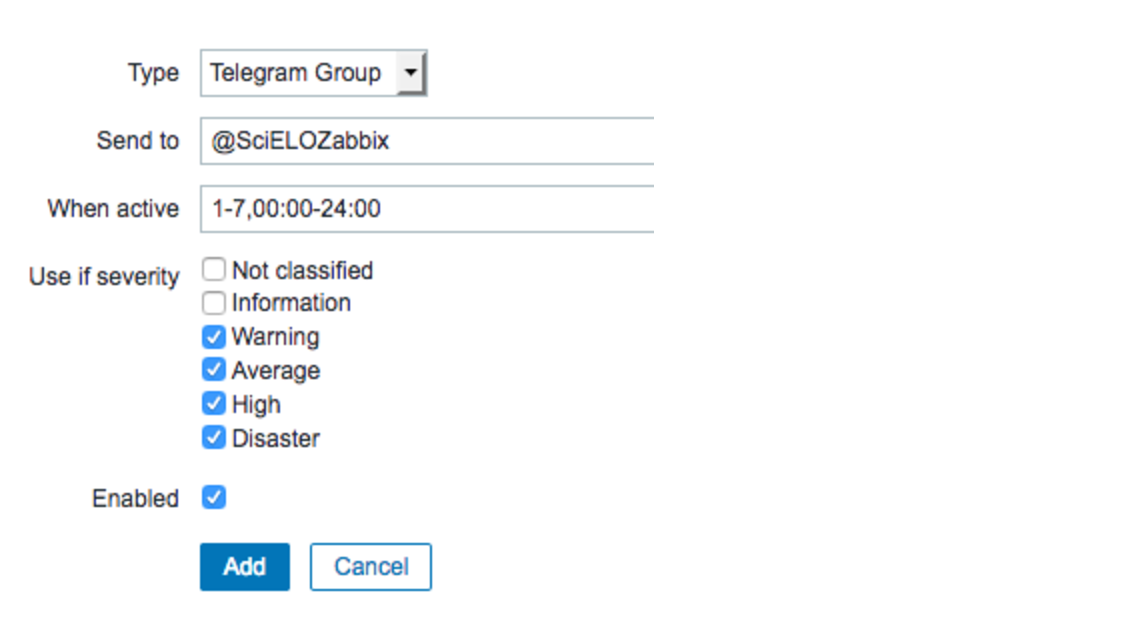 Type Telegram Group
Send to @SciELOZabbix
When active 1-7,00:00-24:00
Use if severity Not classified
Information
Warning
Average
High
Disaster
Enabled
Add Cancel